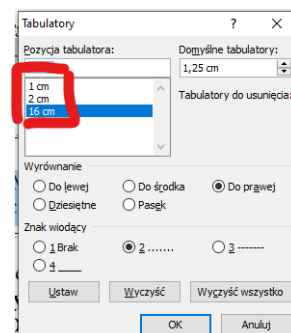 Tabulatory ? ×
Pozycja tabulatora: Domyślne tabulatory:
1,25 cm
1 cm Tabulatory do usunięcia:
2 cm
16 cm
Wyrównanie
Do lewej Do środka Do prawej
Dziesiętne Pasek
Znak wiodący
1 Brak 2 ....... 3 -------
4 ____
Ustaw Wyczyść Wyczyść wszystko
OK Anuluj